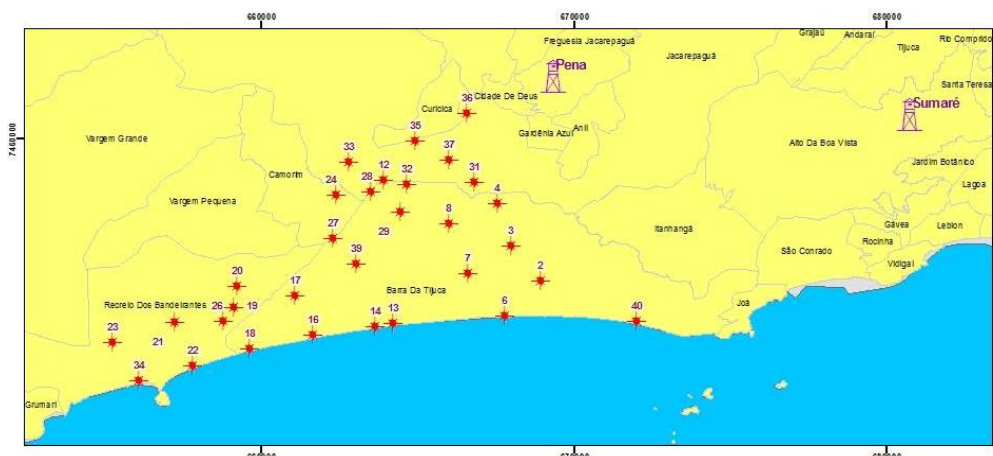 660000 670000 680000
Grajaú Andaraí
Freguesia Jacarepaguá Tijuca Rio Comprido
Jacarepaguá
Pena
Cidade De Deus Santa Teresa
Curicica 36 Sumaré
7460000 Vargem Grande 35 Gardênia Azul Anil
Alto Da Boa Vista
33 37 Jardim Botânico
Camorim 12 32 31
24 28 Lagoa
4
Vargem Pequena 29 8 Gávea Leblon
27 Itanhangá
39 3 São Conrado Rocinha
7 2 Vidigal
20 17 Barra Da Tijuca
Recreio Dos Bandeirantes 26 19 Joá
6 40
23 21 16 14 13
18
34 22
Grumari
7460000